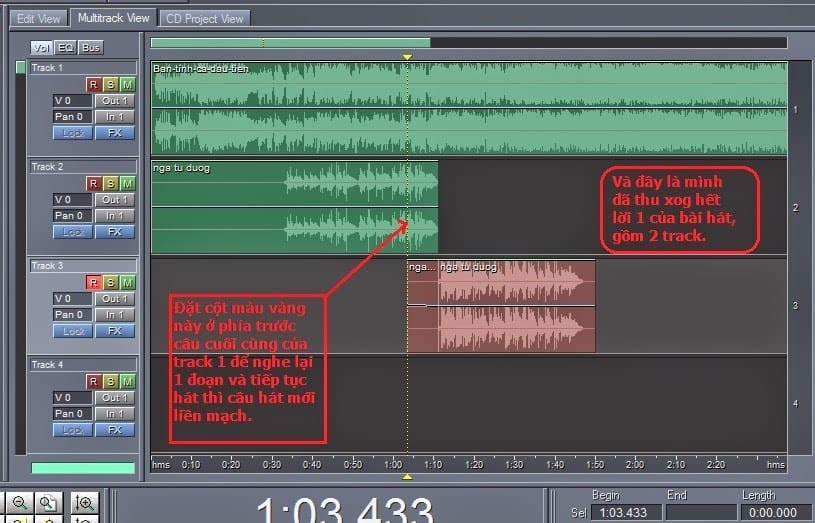 Edit View Multitrack View CD Project View
Vol EQ Bus
Track 1
R S M
V 0 Out 1
Pan 0 In 1
Lock FX
Ban-tinh-ca-dau-tien
1
Track 2
R S M
V 0 Out 1
Pan 0 In 1
Lock FX
nga tu duog
2
Và đây là mình
đã thu xog hết
lời 1 của bài hát,
gồm 2 track.
Track 3
R S M
V 0 Out 1
Pan 0 In 1
Lock FX
nga... nga tu duog
3
Đặt cột màu vàng
này ở phía trước
câu cuối cùng của
track 1 để nghe lại
1 đoạn và tiếp tục
hát thì câu hát mới
liền mạch.
Track 4
R S M
V 0 Out 1
Pan 0 In 1
Lock FX
4
hms 0:10 0:20 0:30 0:40 0:50 1:00 1:10 1:20 1:30 1:40 1:50 2:00 2:10 2:20 hms
1:03.433
Begin End Length
Sel 1:03.433 0:00.000